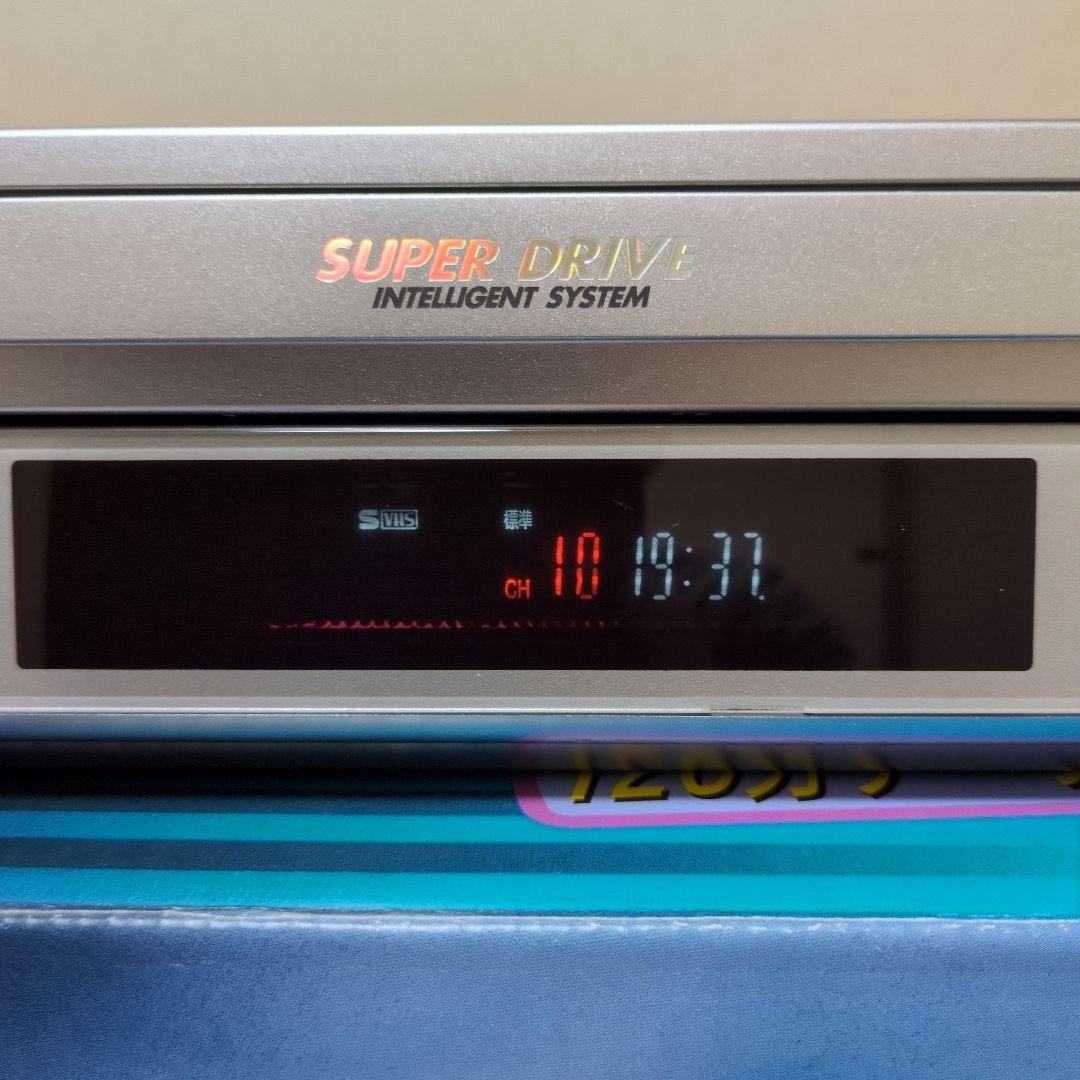 SUPER DRIVE
INTELLIGENT SYSTEM
S VHS 標準
CH 10 19:37